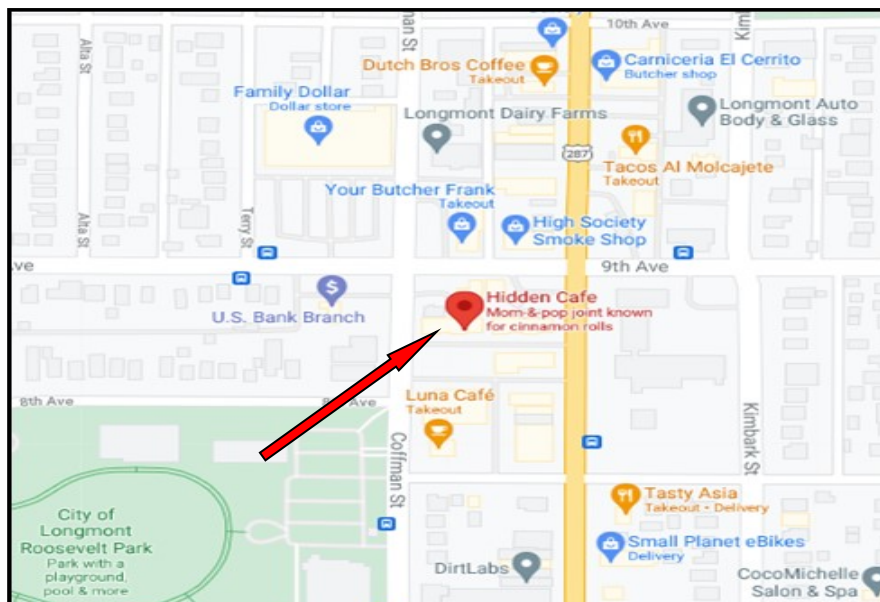 10th Ave
Alta St
man St
Kim
Dutch Bros Coffee
Takeout
Carniceria El Cerrito
Butcher shop
Family Dollar
Dollar store
Longmont Dairy Farms
Longmont Auto
Body & Glass
287
Tacos Al Molcajete
Takeout
Your Butcher Frank
Takeout
High Society
Smoke Shop
Alta St
Terry St
ve
9th Ave
$
U.S. Bank Branch
Hidden Cafe
Mom-&-pop joint known
for cinnamon rolls
8th Ave
Luna Café
Takeout
Coffman St
Kimbark St
City of
Longmont
Roosevelt Park
Park with a
playground,
pool & more
Tasty Asia
Takeout • Delivery
Small Planet eBikes
Delivery
DirtLabs
CocoMichelle
Salon & Spa